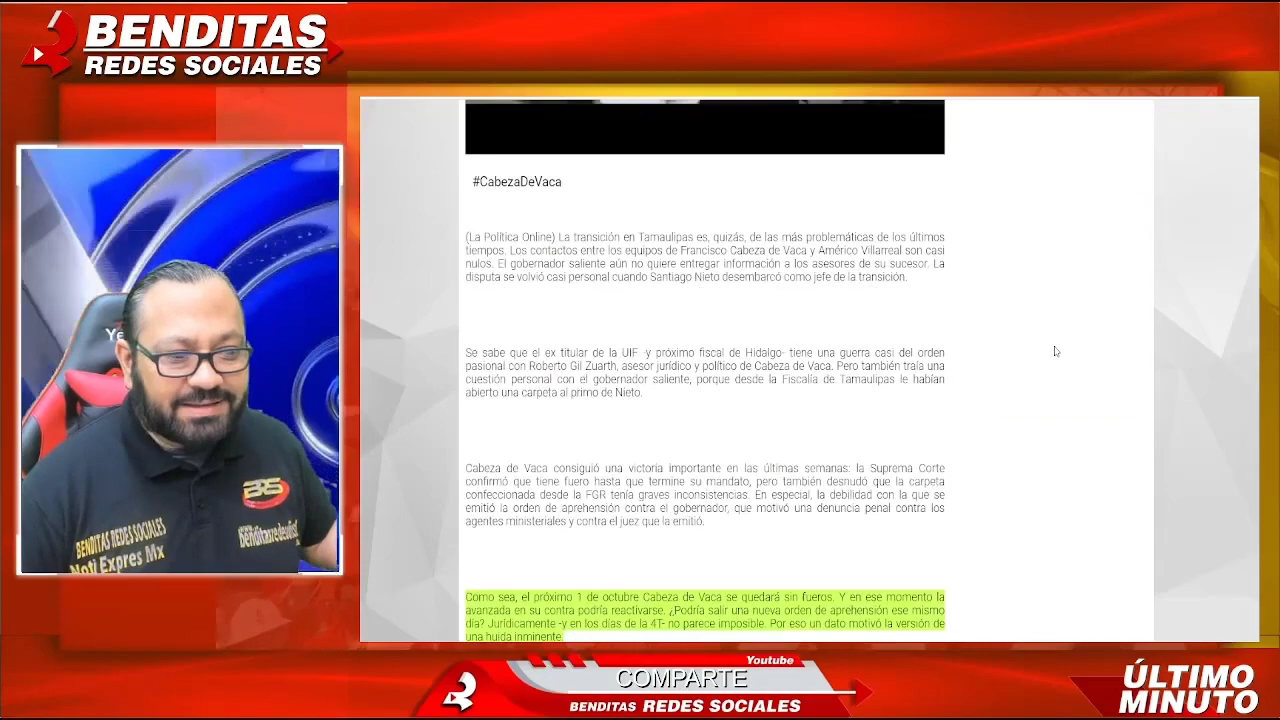 BENDITAS
REDES SOCIALES
#CabezaDeVaca
(La Política Online) La transición en Tamaulipas es, quizás, de las más problemáticas de los últimos
tiempos. Los contactos entre los equipos de Francisco Cabeza de Vaca y Américo Villarreal son casi
nulos. El gobernador saliente aún no quiere entregar información a los asesores de su sucesor. La
disputa se volvió casi personal cuando Santiago Nieto desembarcó como jefe de la transición.
Se sabe que el ex titular de la UIF -y próximo fiscal de Hidalgo- tiene una guerra casi del orden
pasional con Roberto Gil Zuarth, asesor jurídico y político de Cabeza de Vaca. Pero también traía una
cuestión personal con el gobernador saliente, porque desde la Fiscalía de Tamaulipas le habían
abierto una carpeta al primo de Nieto.
Cabeza de Vaca consiguió una victoria importante en las últimas semanas: la Suprema Corte
confirmó que tiene fuero hasta que termine su mandato, pero también desnudó que la carpeta
confeccionada desde la FGR tenía graves inconsistencias. En especial, la debilidad con la que se
emitió la orden de aprehensión contra el gobernador, que motivó una denuncia penal contra los
agentes ministeriales y contra el juez que la emitió.
Como sea, el próximo 1 de octubre Cabeza de Vaca se quedará sin fueros. Y en ese momento la
avanzada en su contra podría reactivarse. ¿Podría salir una nueva orden de aprehensión ese mismo
día? Jurídicamente -y en los días de la 4T- no parece imposible. Por eso un dato motivó la versión de
una huida inminente.
BRS
BENDITAS REDES SOCIALES
Noti Expres Mx
Youtube
COMPARTE
BENDITAS REDES SOCIALES
ÚLTIMO
MINUTO